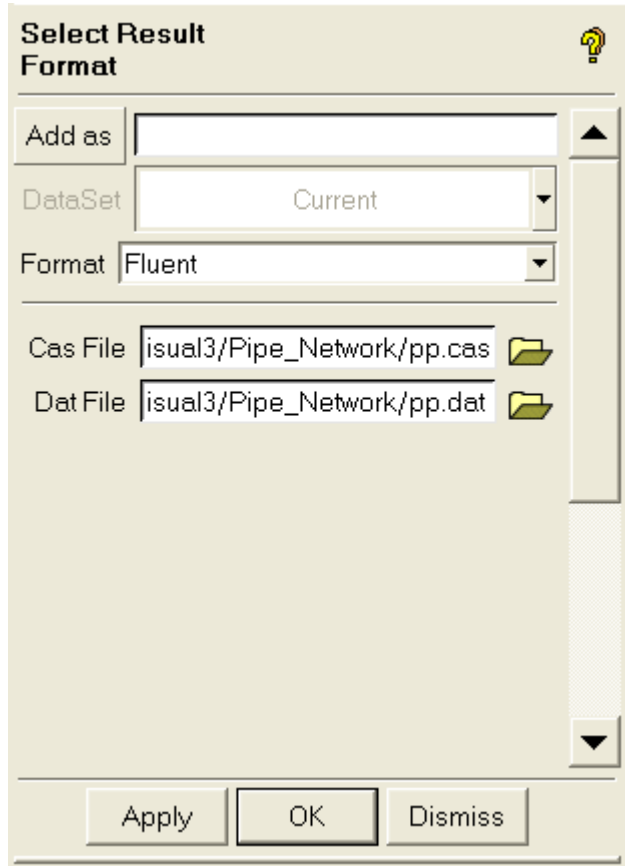 Select Result
Format
Add as
DataSet Current
Format Fluent
Cas File isual3/Pipe_Network/pp.cas
Dat File isual3/Pipe_Network/pp.dat
Apply OK Dismiss